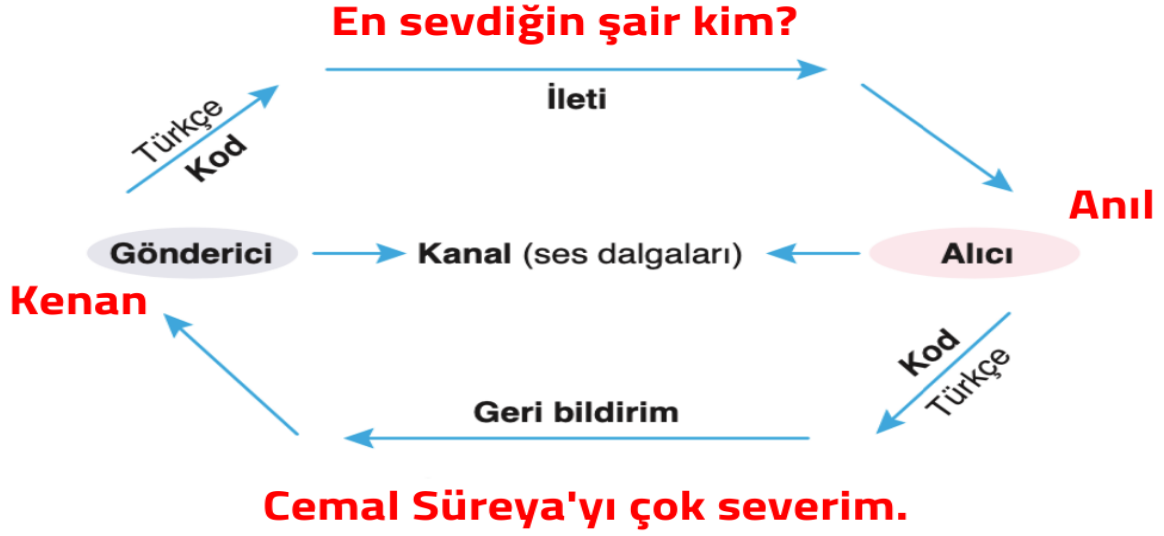 En sevdiğin şair kim?
İleti
Türkçe
Kod
Anıl
Gönderici
Kanal (ses dalgaları)
Alıcı
Kenan
Kod
Türkçe
Geri bildirim
Cemal Süreya'yı çok severim.